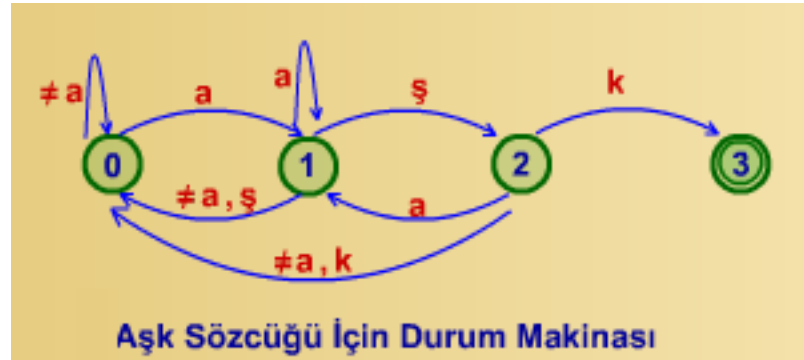 ≠a
a
a
ş
k
0
1
2
3
≠a, ş
a
≠a, k
Aşk Sözcüğü İçin Durum Makinası